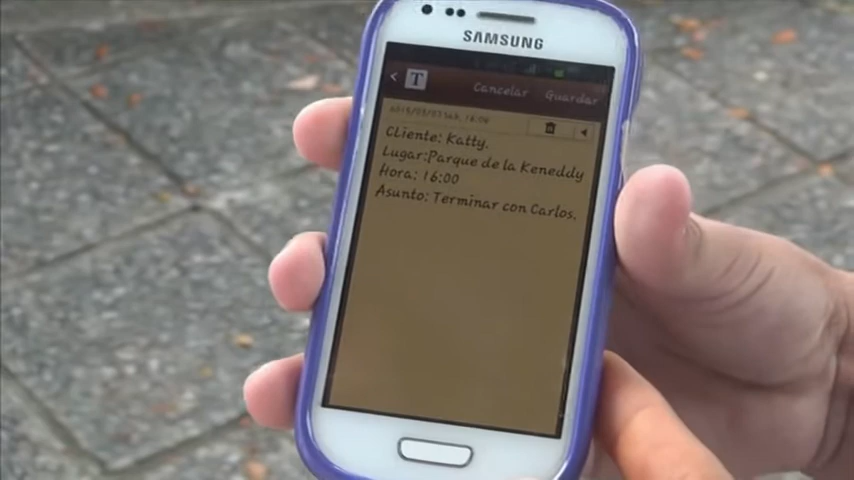 SAMSUNG
T Cancelar Guardar
CLiente: Katty.
Lugar:Parque de la Keneddy
Hora: 16:00
Asunto: Terminar con Carlos.